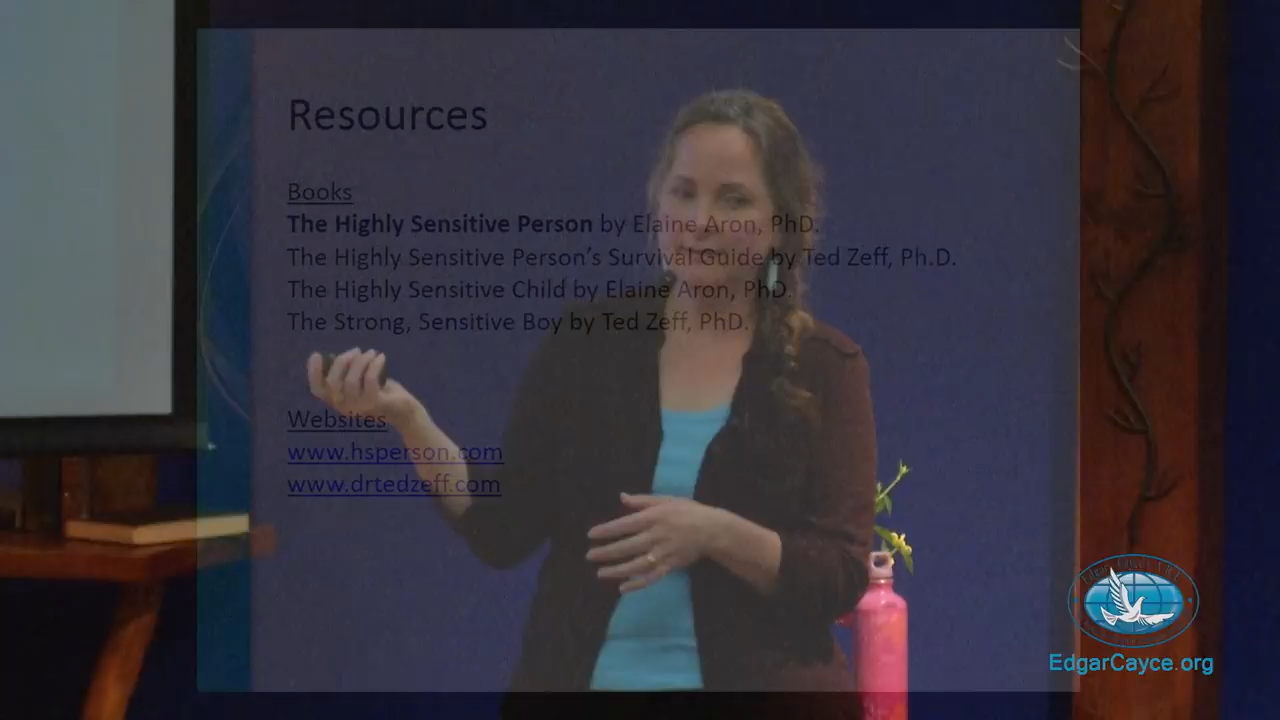 Resources
Books
The Highly Sensitive Person by Elaine Aron, PhD.
The Highly Sensitive Person’s Survival Guide by Ted Zeff, Ph.D.
The Highly Sensitive Child by Elaine Aron, PhD.
The Strong, Sensitive Boy by Ted Zeff, PhD.
Websites
www.hsperson.com
www.drtedzeff.com
EdgarCayce.org